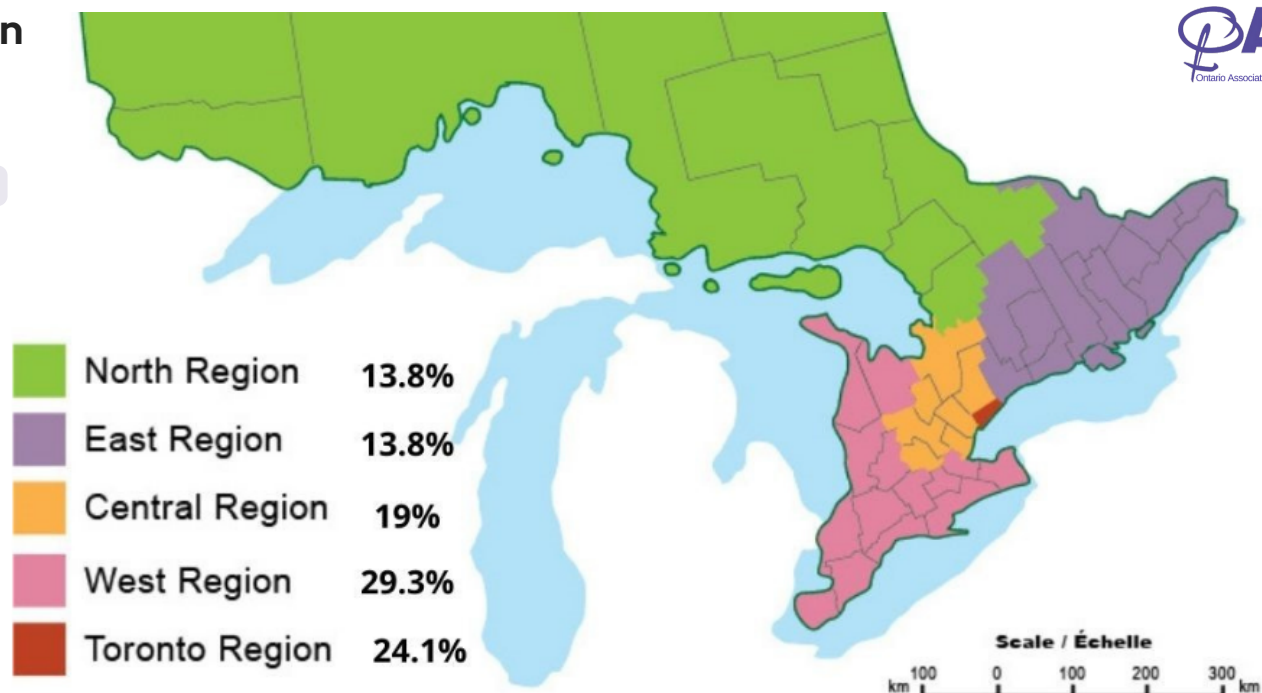 n
Ontario Associat
North Region 13.8%
East Region 13.8%
Central Region 19%
West Region 29.3%
Toronto Region 24.1%
Scale / Échelle
km 100 0 100 200 300 km